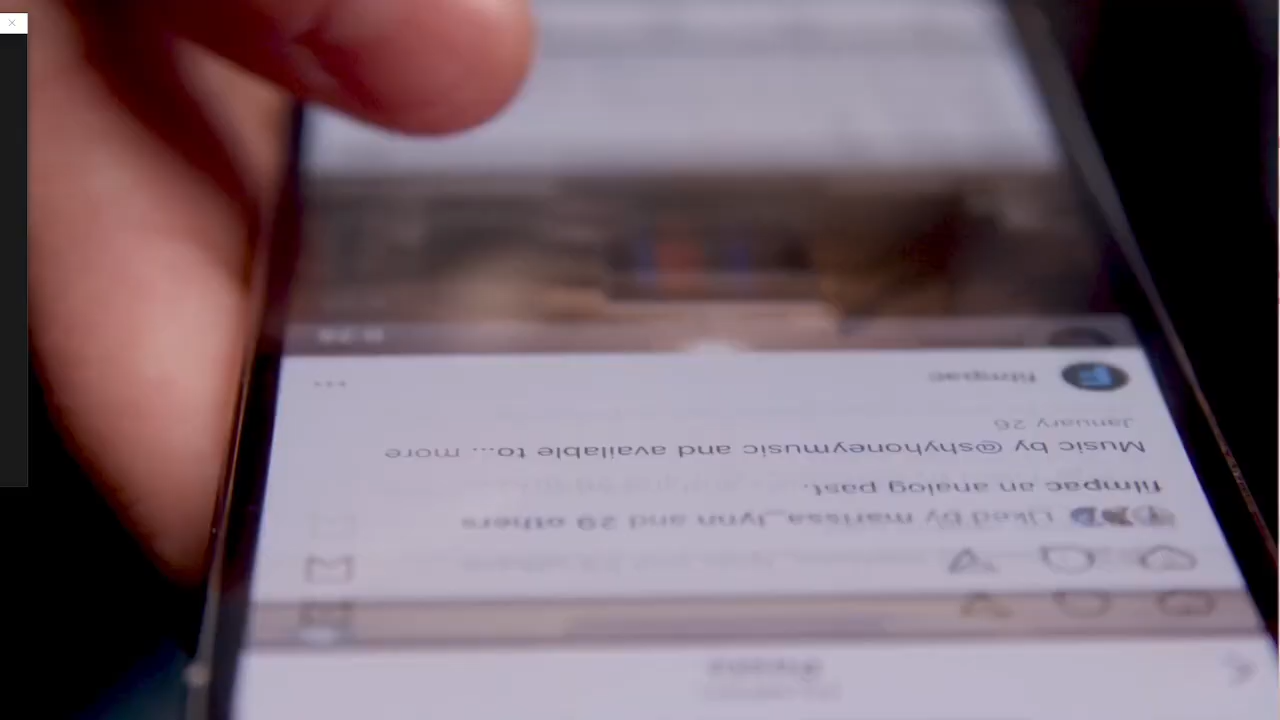 filmpac
January 26
Music by @shyhoneymusic and available to... more
filmpac an analog past.
Liked by marissa_lynn and 29 others
Posts